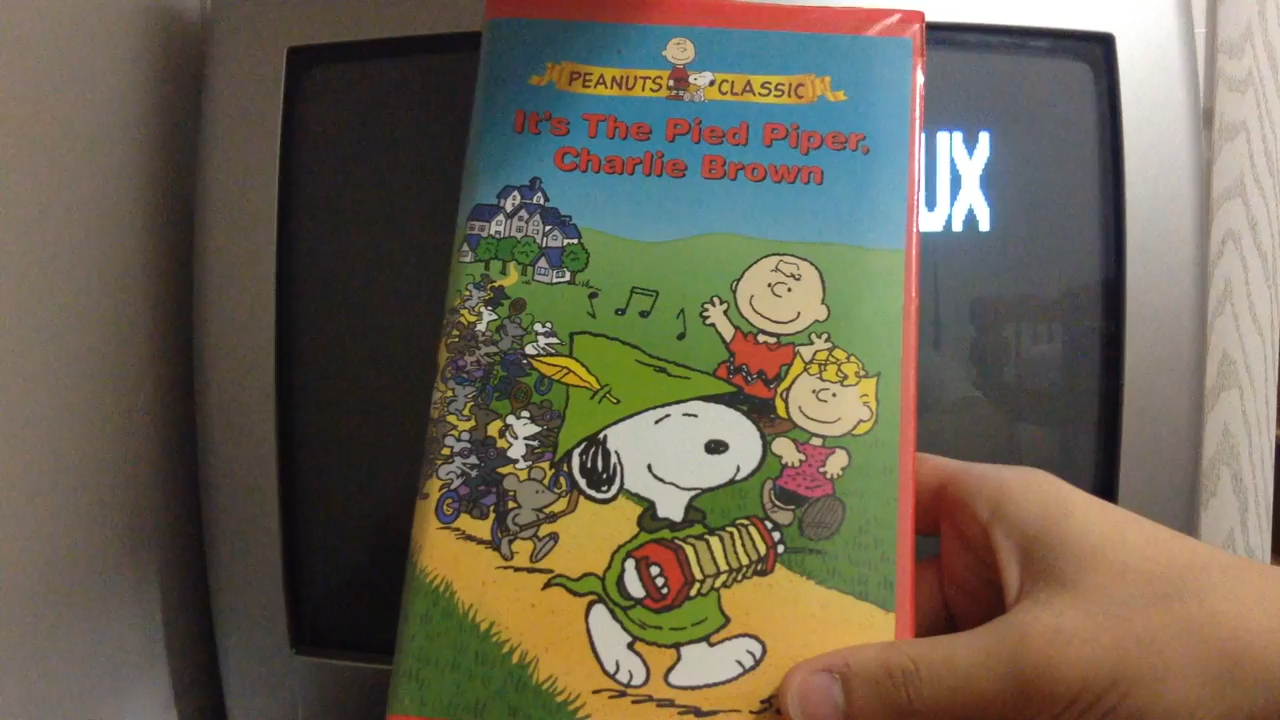 PEANUTS CLASSIC
It's The Pied Piper,
Charlie Brown
UX